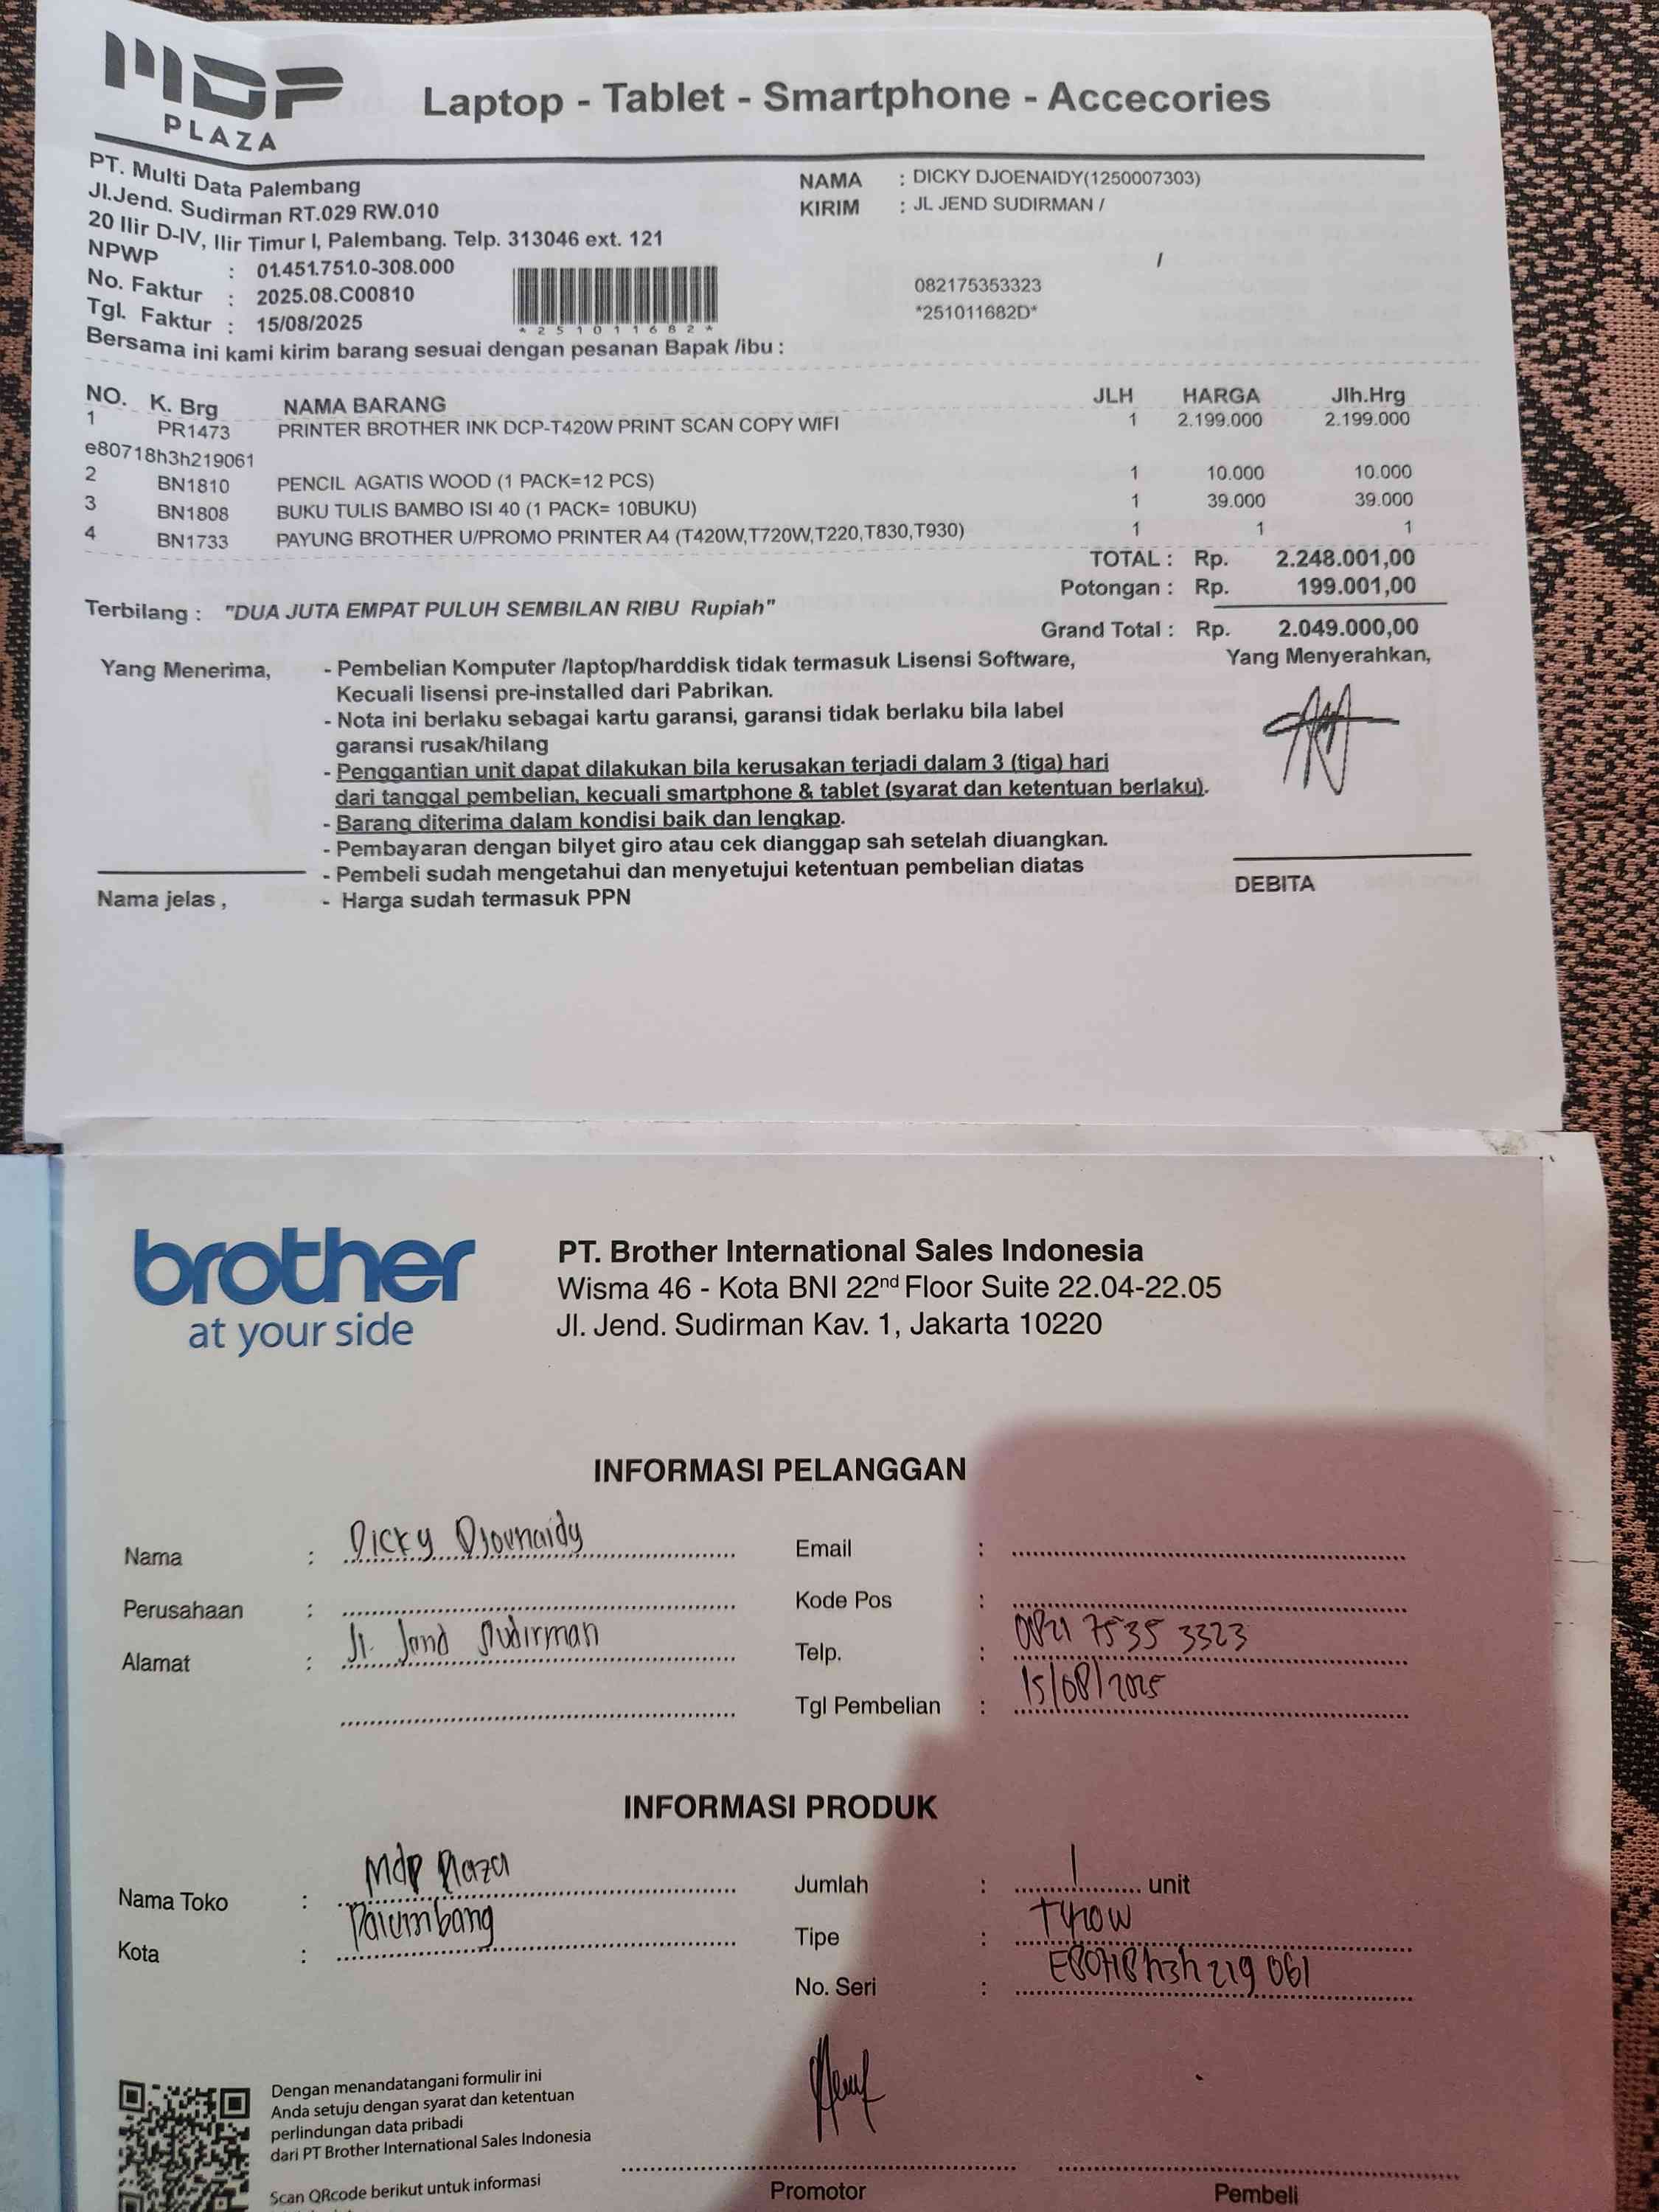 MDP
PLAZA
Laptop - Tablet - Smartphone - Accecories
PT. Multi Data Palembang
Jl.Jend. Sudirman RT.029 RW.010
20 Ilir D-IV, Ilir Timur I, Palembang. Telp. 313046 ext. 121
NPWP : 01.451.751.0-308.000
No. Faktur : 2025.08.C00810
Tgl. Faktur : 15/08/2025
*251011682*
NAMA : DICKY DJOENAIDY(1250007303)
KIRIM : JL JEND SUDIRMAN /
/
082175353323
*251011682D*
Bersama ini kami kirim barang sesuai dengan pesanan Bapak /ibu :
NO. K. Brg NAMA BARANG JLH HARGA Jlh.Hrg
1 PR1473 PRINTER BROTHER INK DCP-T420W PRINT SCAN COPY WIFI 1 2.199.000 2.199.000
e80718h3h219061
2 BN1810 PENCIL AGATIS WOOD (1 PACK=12 PCS) 1 10.000 10.000
3 BN1808 BUKU TULIS BAMBO ISI 40 (1 PACK= 10BUKU) 1 39.000 39.000
4 BN1733 PAYUNG BROTHER U/PROMO PRINTER A4 (T420W,T720W,T220,T830,T930) 1 1 1
TOTAL : Rp. 2.248.001,00
Potongan : Rp. 199.001,00
Terbilang : "DUA JUTA EMPAT PULUH SEMBILAN RIBU Rupiah"
Grand Total : Rp. 2.049.000,00
Yang Menerima,
- Pembelian Komputer /laptop/harddisk tidak termasuk Lisensi Software,
Kecuali lisensi pre-installed dari Pabrikan.
- Nota ini berlaku sebagai kartu garansi, garansi tidak berlaku bila label
garansi rusak/hilang
- Penggantian unit dapat dilakukan bila kerusakan terjadi dalam 3 (tiga) hari
dari tanggal pembelian, kecuali smartphone & tablet (syarat dan ketentuan berlaku).
- Barang diterima dalam kondisi baik dan lengkap.
- Pembayaran dengan bilyet giro atau cek dianggap sah setelah diuangkan.
- Pembeli sudah mengetahui dan menyetujui ketentuan pembelian diatas
- Harga sudah termasuk PPN
Nama jelas ,
Yang Menyerahkan,
DEBITA
brother
at your side
PT. Brother International Sales Indonesia
Wisma 46 - Kota BNI 22nd Floor Suite 22.04-22.05
Jl. Jend. Sudirman Kav. 1, Jakarta 10220
INFORMASI PELANGGAN
Nama : Dicky Djoenaidy
Perusahaan :
Alamat : Jl. Jend Sudirman
Email :
Kode Pos :
Telp. : 0821 7535 3323
Tgl Pembelian : 15/08/2025
INFORMASI PRODUK
Nama Toko : Mdp Plaza
Kota : Palembang
Jumlah : 1 unit
Tipe : T420W
No. Seri : E80718h3h219 061
Dengan menandatangani formulir ini
Anda setuju dengan syarat dan ketentuan
perlindungan data pribadi
dari PT Brother International Sales Indonesia
Scan QRcode berikut untuk informasi
Promotor
Pembeli